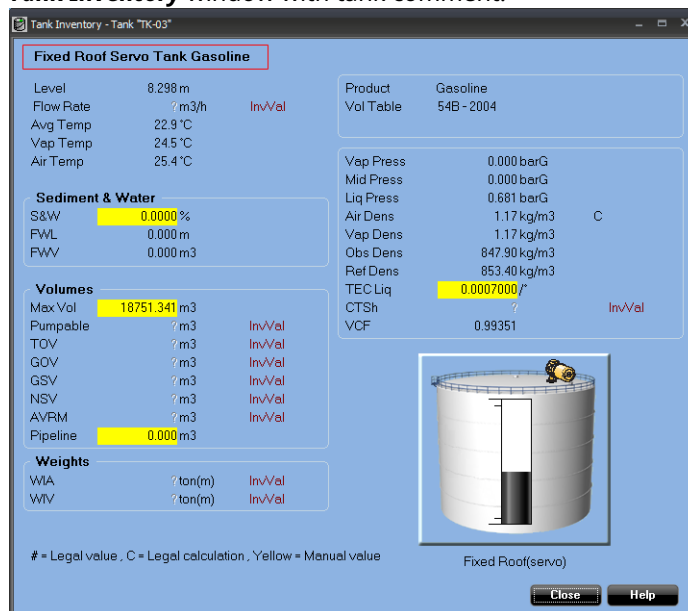 Tank Inventory window with tank comment.
Tank Inventory - Tank "TK-03"
Fixed Roof Servo Tank Gasoline
Level 8.298 m
Flow Rate ? m3/h InvVal
Avg Temp 22.9 °C
Vap Temp 24.5 °C
Air Temp 25.4 °C
Sediment & Water
S&W 0.0000 %
FWL 0.000 m
FWV 0.000 m3
Volumes
Max Vol 18751.341 m3
Pumpable ? m3 InvVal
TOV ? m3 InvVal
GOV ? m3 InvVal
GSV ? m3 InvVal
NSV ? m3 InvVal
AVRM ? m3 InvVal
Pipeline 0.000 m3
Weights
WIA ? ton(m) InvVal
WIV ? ton(m) InvVal
Product Gasoline
Vol Table 54B - 2004
Vap Press 0.000 barG
Mid Press 0.000 barG
Liq Press 0.681 barG
Air Dens 1.17 kg/m3 C
Vap Dens 1.17 kg/m3
Obs Dens 847.90 kg/m3
Ref Dens 853.40 kg/m3
TEC Liq 0.0007000 /°
CTSh ? InvVal
VCF 0.99351
Fixed Roof(servo)
# = Legal value , C = Legal calculation , Yellow = Manual value
Close Help